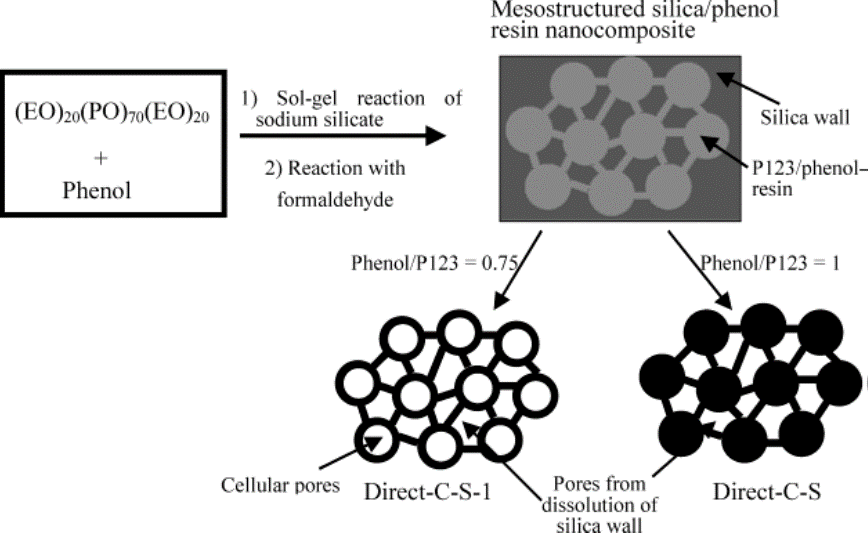 Mesostructured silica/phenol
resin nanocomposite
(EO)20(PO)70(EO)20
+
Phenol
1) Sol-gel reaction of
sodium silicate
2) Reaction with
formaldehyde
Silica wall
P123/phenol–
resin
Phenol/P123 = 0.75
Phenol/P123 = 1
Cellular pores
Direct-C-S-1
Pores from
dissolution of
silica wall
Direct-C-S